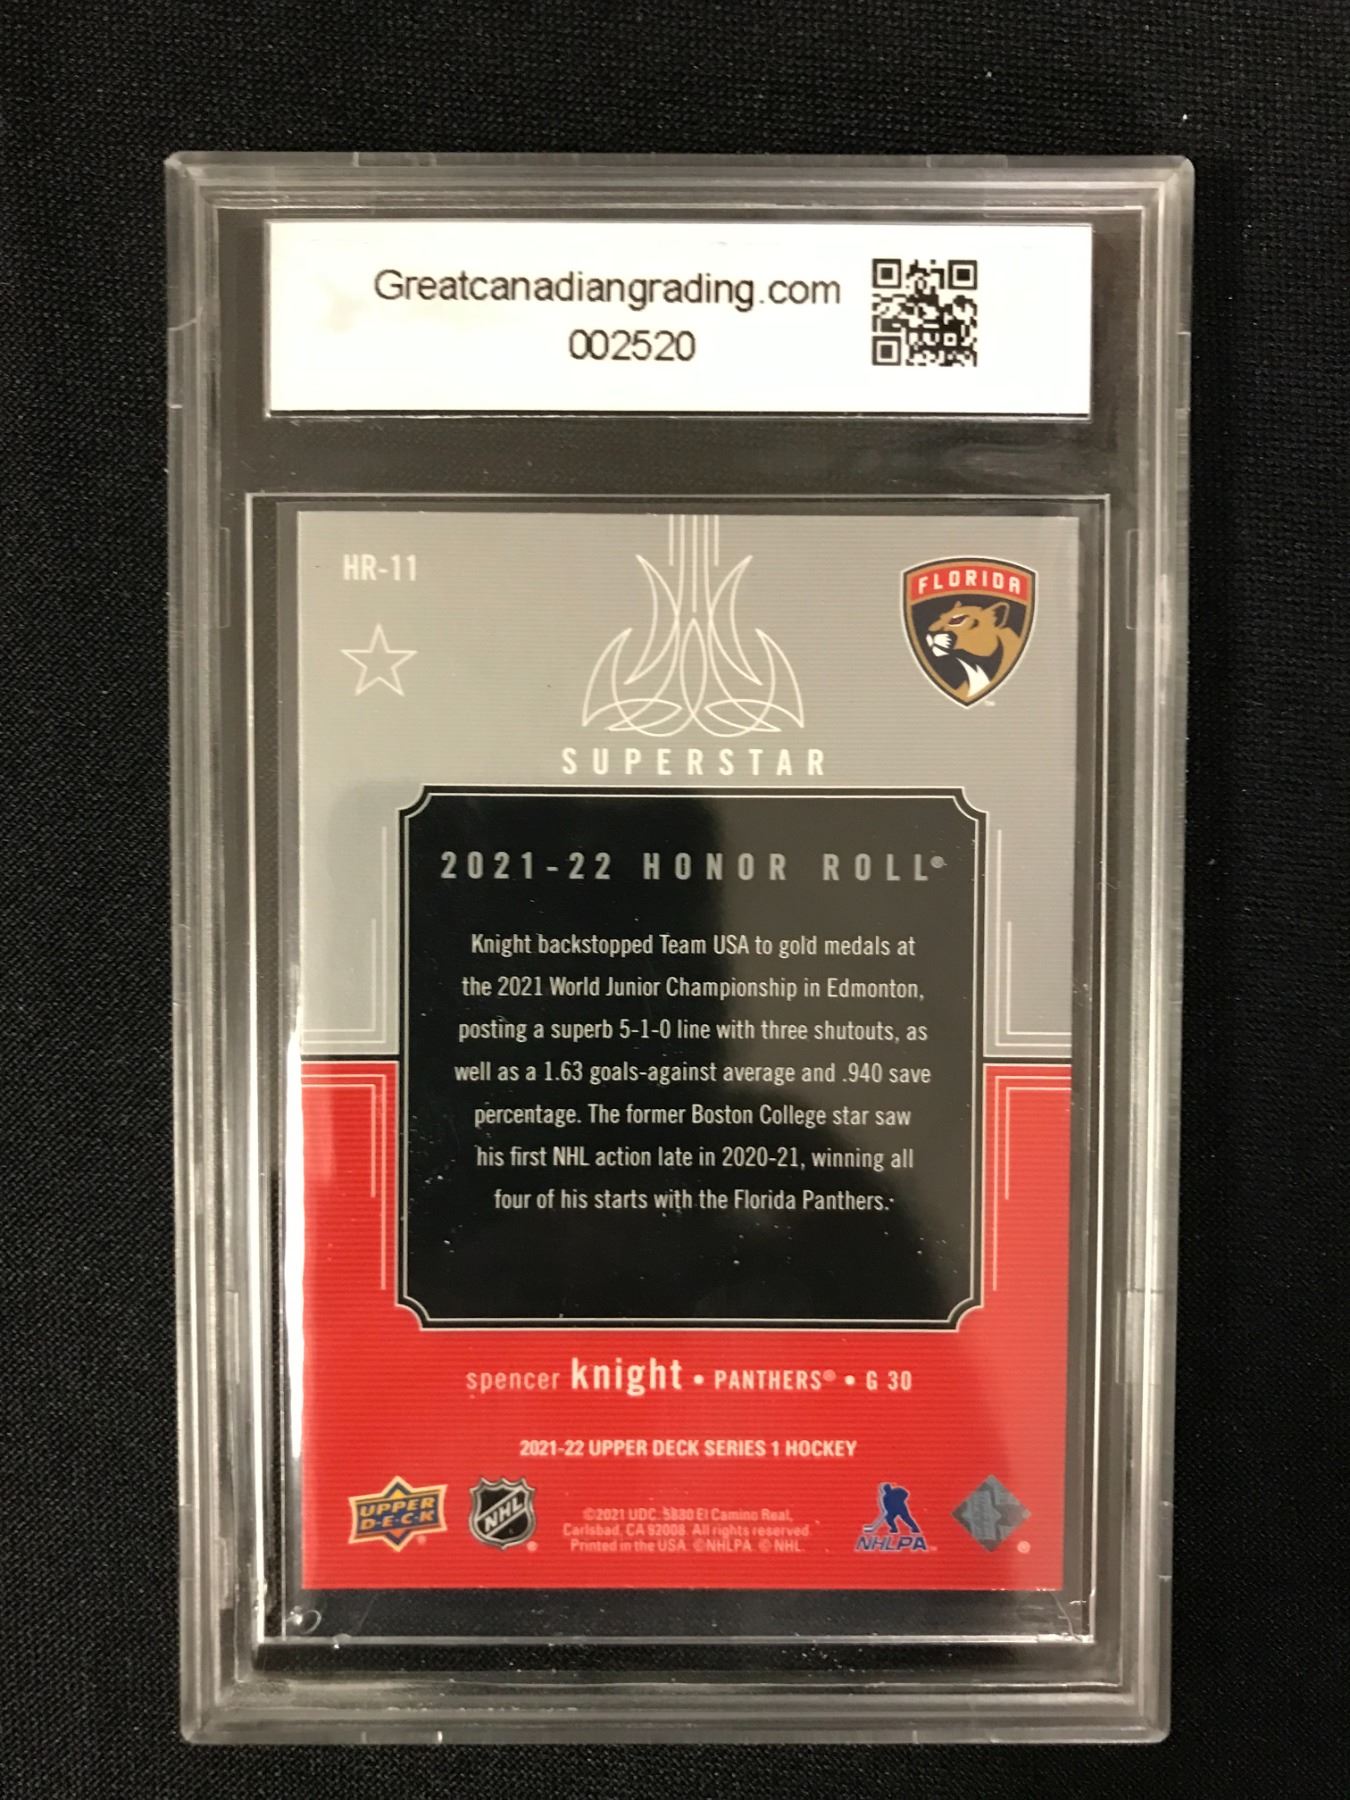 Greatcanadiangrading.com
002520
HR-11
FLORIDA
SUPERSTAR
2021-22 HONOR ROLL®
Knight backstopped Team USA to gold medals at
the 2021 World Junior Championship in Edmonton,
posting a superb 5-1-0 line with three shutouts, as
well as a 1.63 goals-against average and .940 save
percentage. The former Boston College star saw
his first NHL action late in 2020-21, winning all
four of his starts with the Florida Panthers.
spencer knight • PANTHERS® • G 30
2021-22 UPPER DECK SERIES 1 HOCKEY
UPPER
D·E·C·K
NHL
©2021 UDC. 5830 El Camino Real,
Carlsbad, CA 92008. All rights reserved.
Printed in the USA. ©NHLPA. ©NHL.
NHLPA